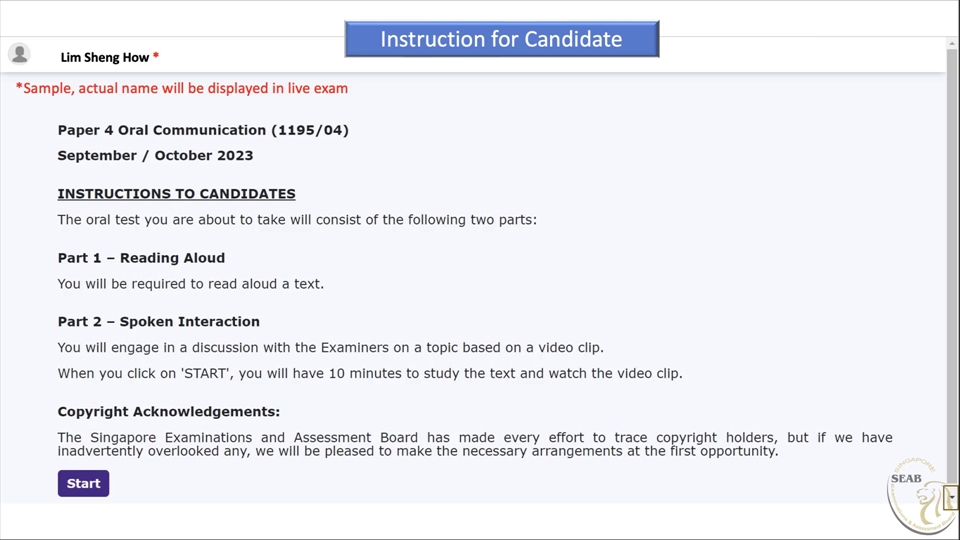 Instruction for Candidate
Lim Sheng How *
*Sample, actual name will be displayed in live exam
Paper 4 Oral Communication (1195/04)
September / October 2023
INSTRUCTIONS TO CANDIDATES
The oral test you are about to take will consist of the following two parts:
Part 1 – Reading Aloud
You will be required to read aloud a text.
Part 2 – Spoken Interaction
You will engage in a discussion with the Examiners on a topic based on a video clip.
When you click on 'START', you will have 10 minutes to study the text and watch the video clip.
Copyright Acknowledgements:
The Singapore Examinations and Assessment Board has made every effort to trace copyright holders, but if we have
inadvertently overlooked any, we will be pleased to make the necessary arrangements at the first opportunity.
Start
SINGAPORE
SEAB